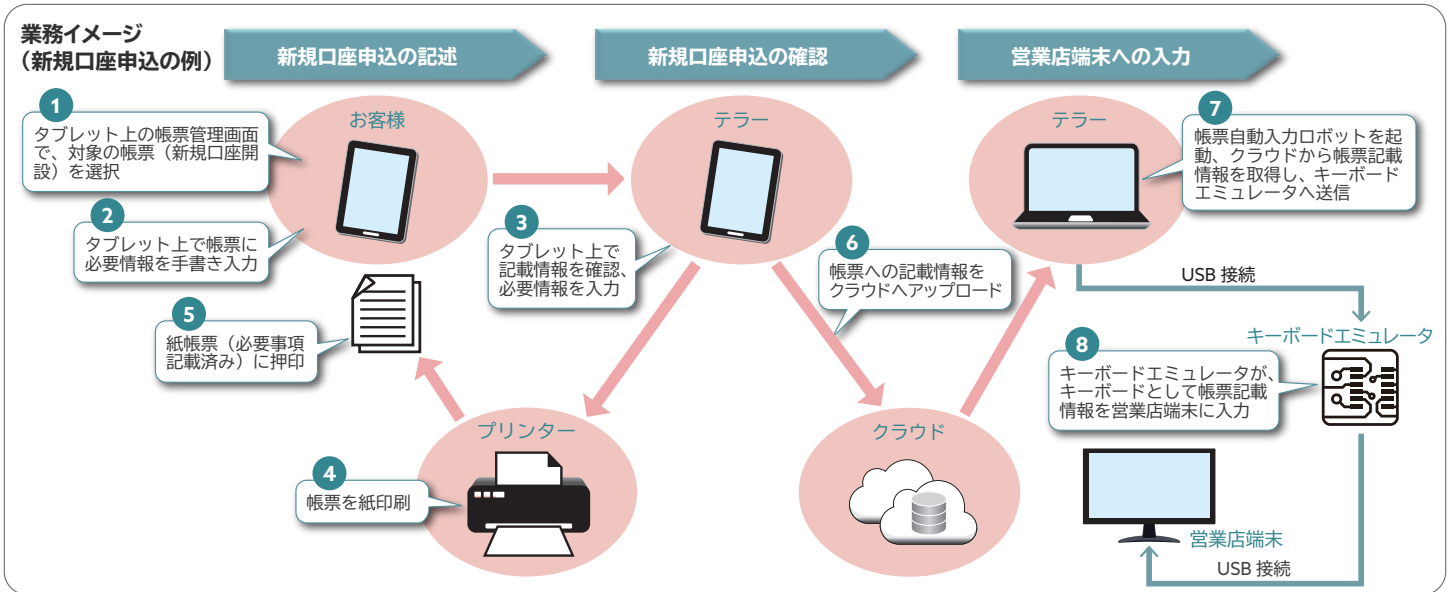 業務イメージ
（新規口座申込の例）
新規口座申込の記述
新規口座申込の確認
営業店端末への入力
1
タブレット上の帳票管理画面
で、対象の帳票（新規口座開
設）を選択
お客様
2
タブレット上で帳票に
必要情報を手書き入力
テラー
3
タブレット上で
記載情報を確認、
必要情報を入力
プリンター
4
帳票を紙印刷
5
紙帳票（必要事項
記載済み）に押印
6
帳票への記載情報を
クラウドへアップロード
クラウド
テラー
7
帳票自動入力ロボットを起
動、クラウドから帳票記載
情報を取得し、キーボード
エミュレータへ送信
USB 接続
キーボードエミュレータ
8
キーボードエミュレータが、
キーボードとして帳票記載
情報を営業店端末に入力
営業店端末
USB 接続